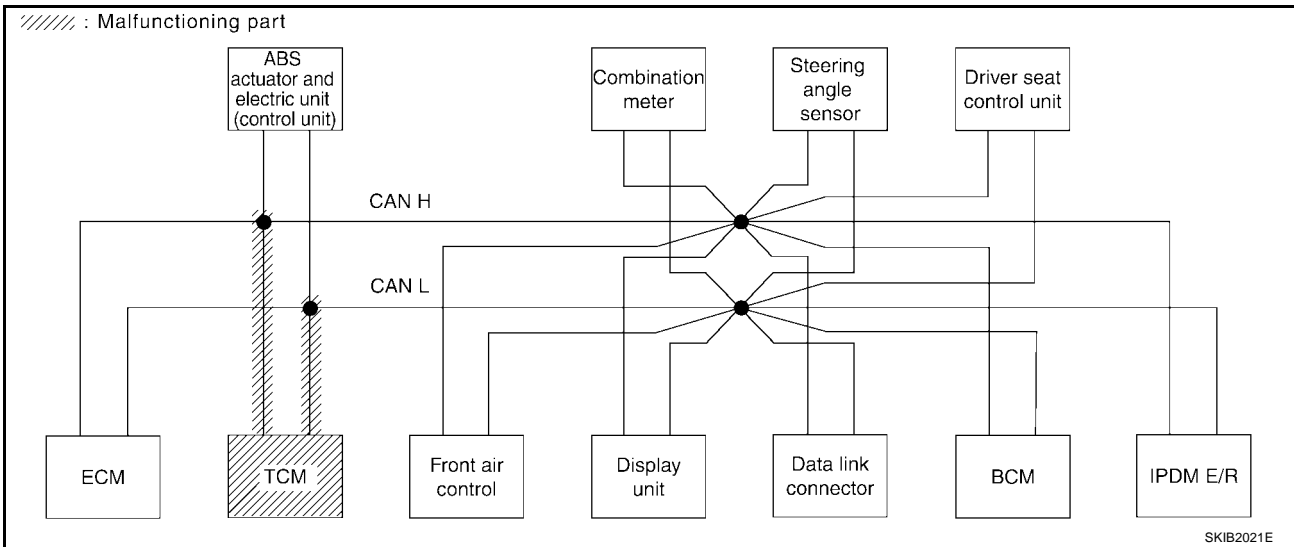 : Malfunctioning part
ABS
actuator and
electric unit
(control unit)
Combination
meter
Steering
angle
sensor
Driver seat
control unit
CAN H
CAN L
ECM
TCM
Front air
control
Display
unit
Data link
connector
BCM
IPDM E/R
SKIB2021E